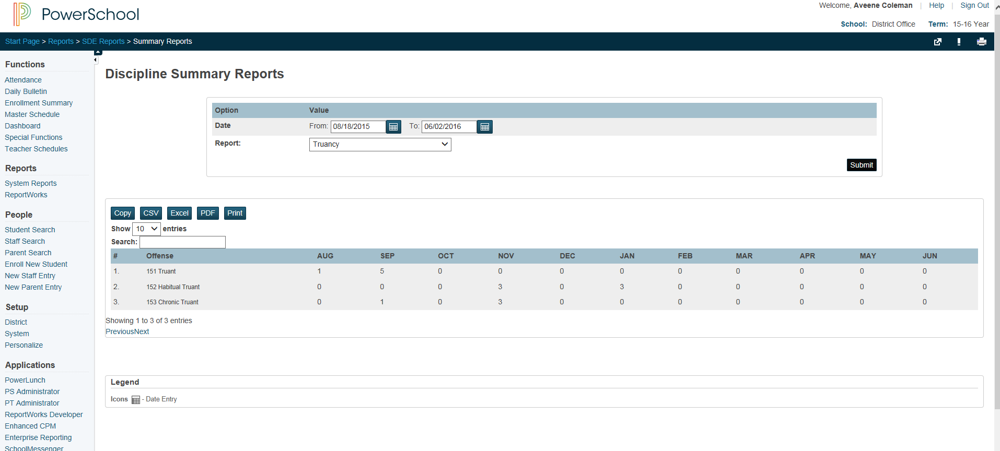 PowerSchool
Welcome, Aveene Coleman | Help | Sign Out
School: District Office Term: 15-16 Year
Start Page > Reports > SDE Reports > Summary Reports
Functions
Attendance
Daily Bulletin
Enrollment Summary
Master Schedule
Dashboard
Special Functions
Teacher Schedules
Reports
System Reports
ReportWorks
People
Student Search
Staff Search
Parent Search
Enroll New Student
New Staff Entry
New Parent Entry
Setup
District
System
Personalize
Applications
PowerLunch
PS Administrator
PT Administrator
ReportWorks Developer
Enhanced CPM
Enterprise Reporting
SchoolMessenger
Discipline Summary Reports
Option Value
Date From: 08/18/2015 To: 06/02/2016
Report: Truancy
Submit
Copy CSV Excel PDF Print
Show 10 entries
Search:
# Offense AUG SEP OCT NOV DEC JAN FEB MAR APR MAY JUN
1. 151 Truant 1 5 0 0 0 0 0 0 0 0 0
2. 152 Habitual Truant 0 0 0 3 0 3 0 0 0 0 0
3. 153 Chronic Truant 0 1 0 3 0 0 0 0 0 0 0
Showing 1 to 3 of 3 entries
PreviousNext
Legend
Icons - Date Entry